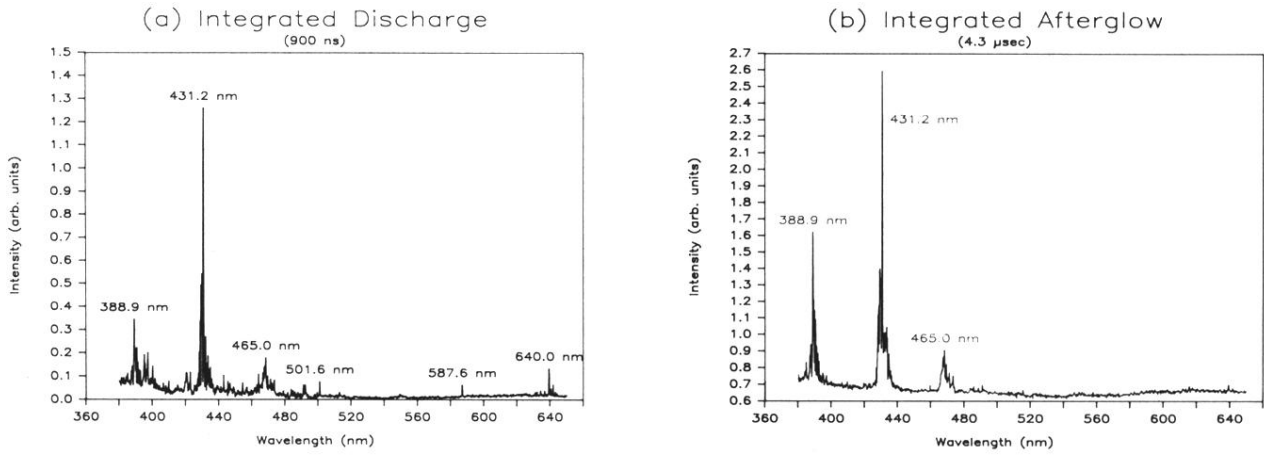 (a) Integrated Discharge
(900 ns)
1.5
1.4
1.3
1.2
1.1
1.0
0.9
0.8
0.7
0.6
0.5
0.4
0.3
0.2
0.1
0.0
Intensity (arb. units)
431.2 nm
388.9 nm
465.0 nm
501.6 nm
587.6 nm
640.0 nm
360 400 440 480 520 560 600 640
Wavelength (nm)
(b) Integrated Afterglow
(4.3 µsec)
2.7
2.6
2.5
2.4
2.3
2.2
2.1
2.0
1.9
1.8
1.7
1.6
1.5
1.4
1.3
1.2
1.1
1.0
0.9
0.8
0.7
0.6
Intensity (arb. units)
431.2 nm
388.9 nm
465.0 nm
360 400 440 480 520 560 600 640
Wavelength (nm)